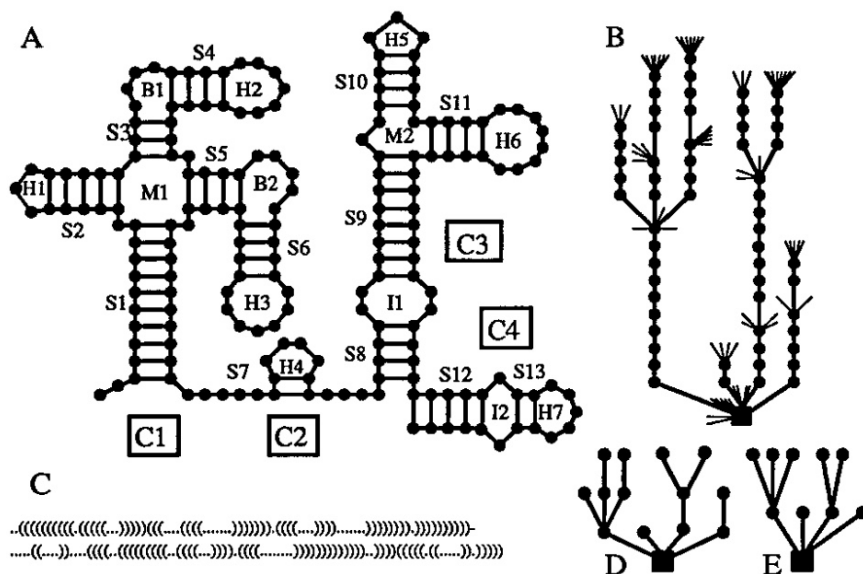 A
S4
H5
B
B1
H2
S10
S11
S3
M2
H6
S5
H1
M1
B2
S2
S9
S6
C3
S1
H3
I1
C4
H4
S8
S7
S12
S13
I2
H7
C1
C2
C
..((((((((((.(((((...)))))(((....((((.......))))))).((((....)))).......)))))))).))))))))))-
.....((....))....((((.(((((((((..((((....)))).((((.......))))))))))))))..))))(((((.((.....)).)))))
D
E